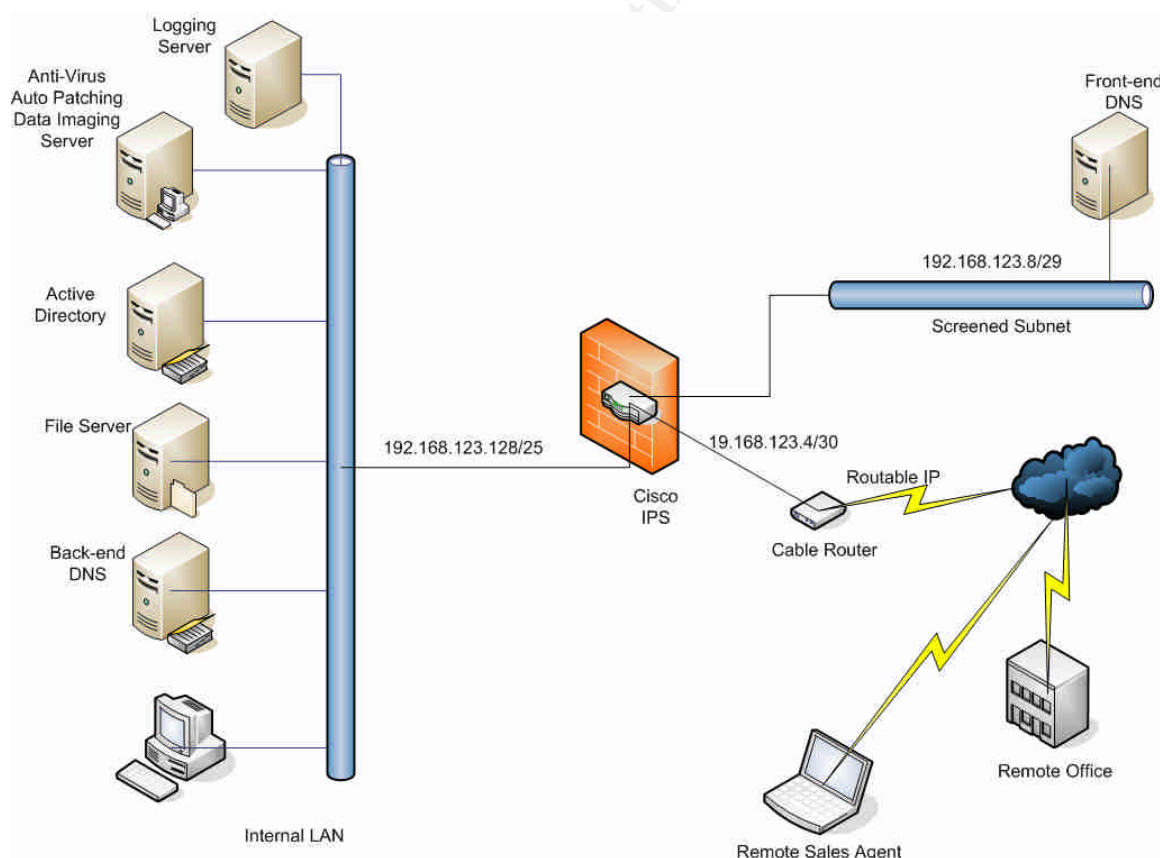 Logging
Server
Anti-Virus
Auto Patching
Data Imaging
Server
Front-end
DNS
192.168.123.8/29
Screened Subnet
Active
Directory
File Server
192.168.123.128/25
19.168.123.4/30
Routable IP
Cisco
IPS
Cable Router
Back-end
DNS
Remote Office
Internal LAN
Remote Sales Agent